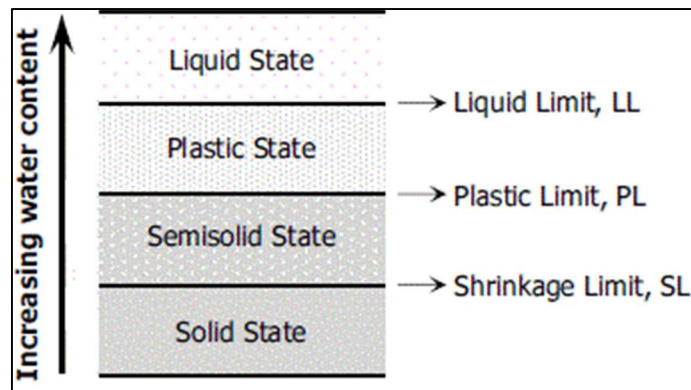 Increasing water content
Liquid State
Liquid Limit, LL
Plastic State
Plastic Limit, PL
Semisolid State
Shrinkage Limit, SL
Solid State